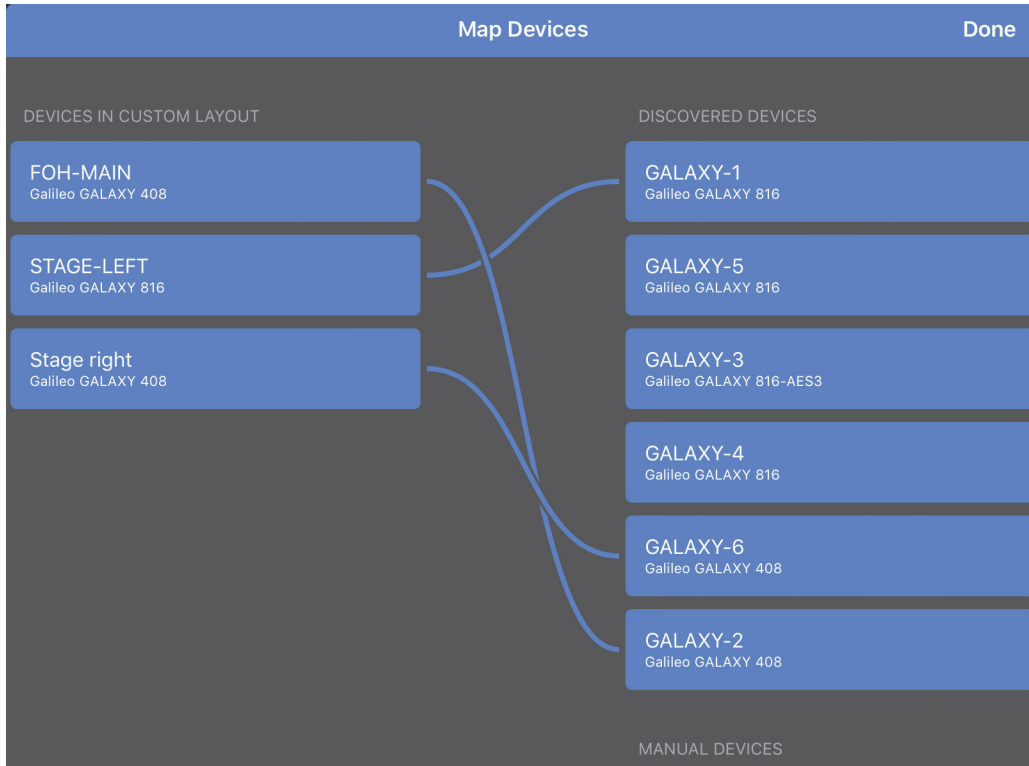 Map Devices
Done
DEVICES IN CUSTOM LAYOUT
FOH-MAIN
Galileo GALAXY 408
STAGE-LEFT
Galileo GALAXY 816
Stage right
Galileo GALAXY 408
DISCOVERED DEVICES
GALAXY-1
Galileo GALAXY 816
GALAXY-5
Galileo GALAXY 816
GALAXY-3
Galileo GALAXY 816-AES3
GALAXY-4
Galileo GALAXY 816
GALAXY-6
Galileo GALAXY 408
GALAXY-2
Galileo GALAXY 408
MANUAL DEVICES